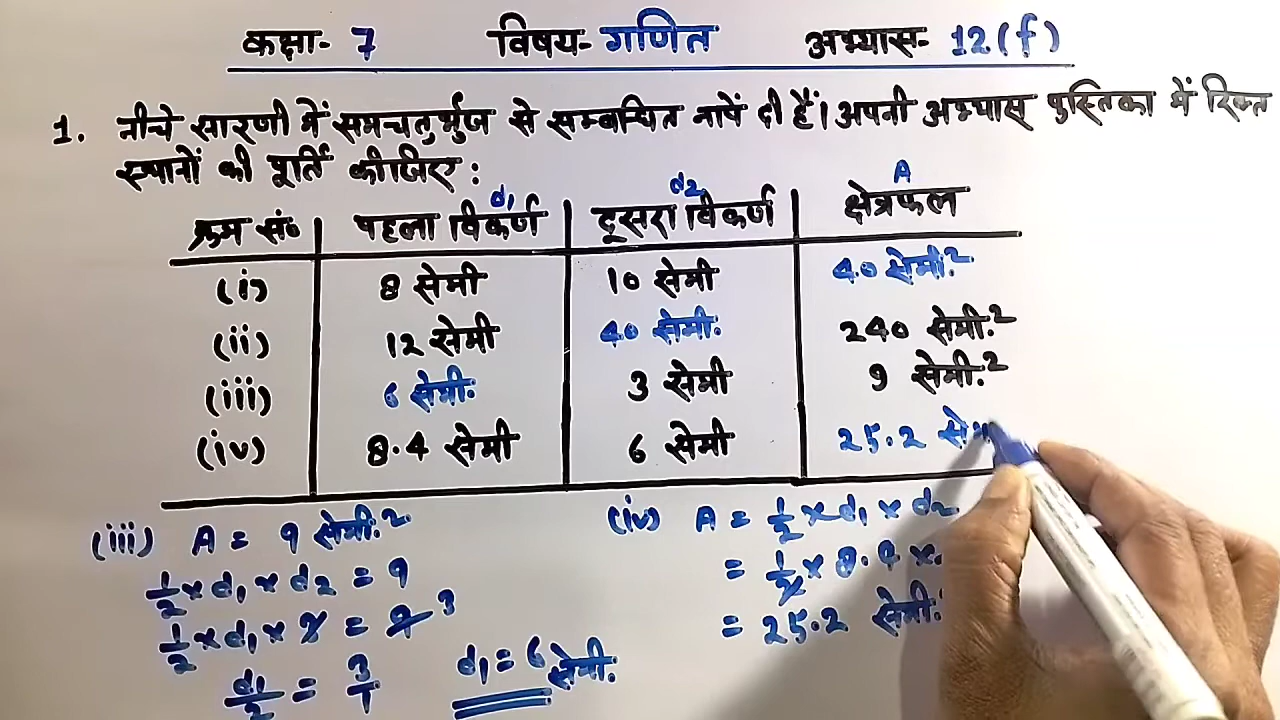 कक्षा- 7 विषय- गणित अभ्यास- 12(f)
1. नीचे सारणी में समचतुर्भुज से सम्बन्धित नापें दी हैं। अपनी अभ्यास पुस्तिका में रिक्त
स्थानों की पूर्ति कीजिए :
d₁ d₂ A
क्रम सं० पहला विकर्ण दूसरा विकर्ण क्षेत्रफल
(i) 8 सेमी 10 सेमी 40 सेमी.²
(ii) 12 सेमी 40 सेमी. 240 सेमी.²
(iii) 6 सेमी. 3 सेमी 9 सेमी.²
(iv) 8.4 सेमी 6 सेमी 25.2
(iii) A = 9 सेमी.²
1/2 × d₁ × d₂ = 9
1/2 × d₁ × 3 = 9 3
d₁/2 = 3/1
d₁ = 6 सेमी.
(iv) A = 1/2 × d₁ × d₂
= 1/2 × 8.4 ×
= 25.2 सेमी.